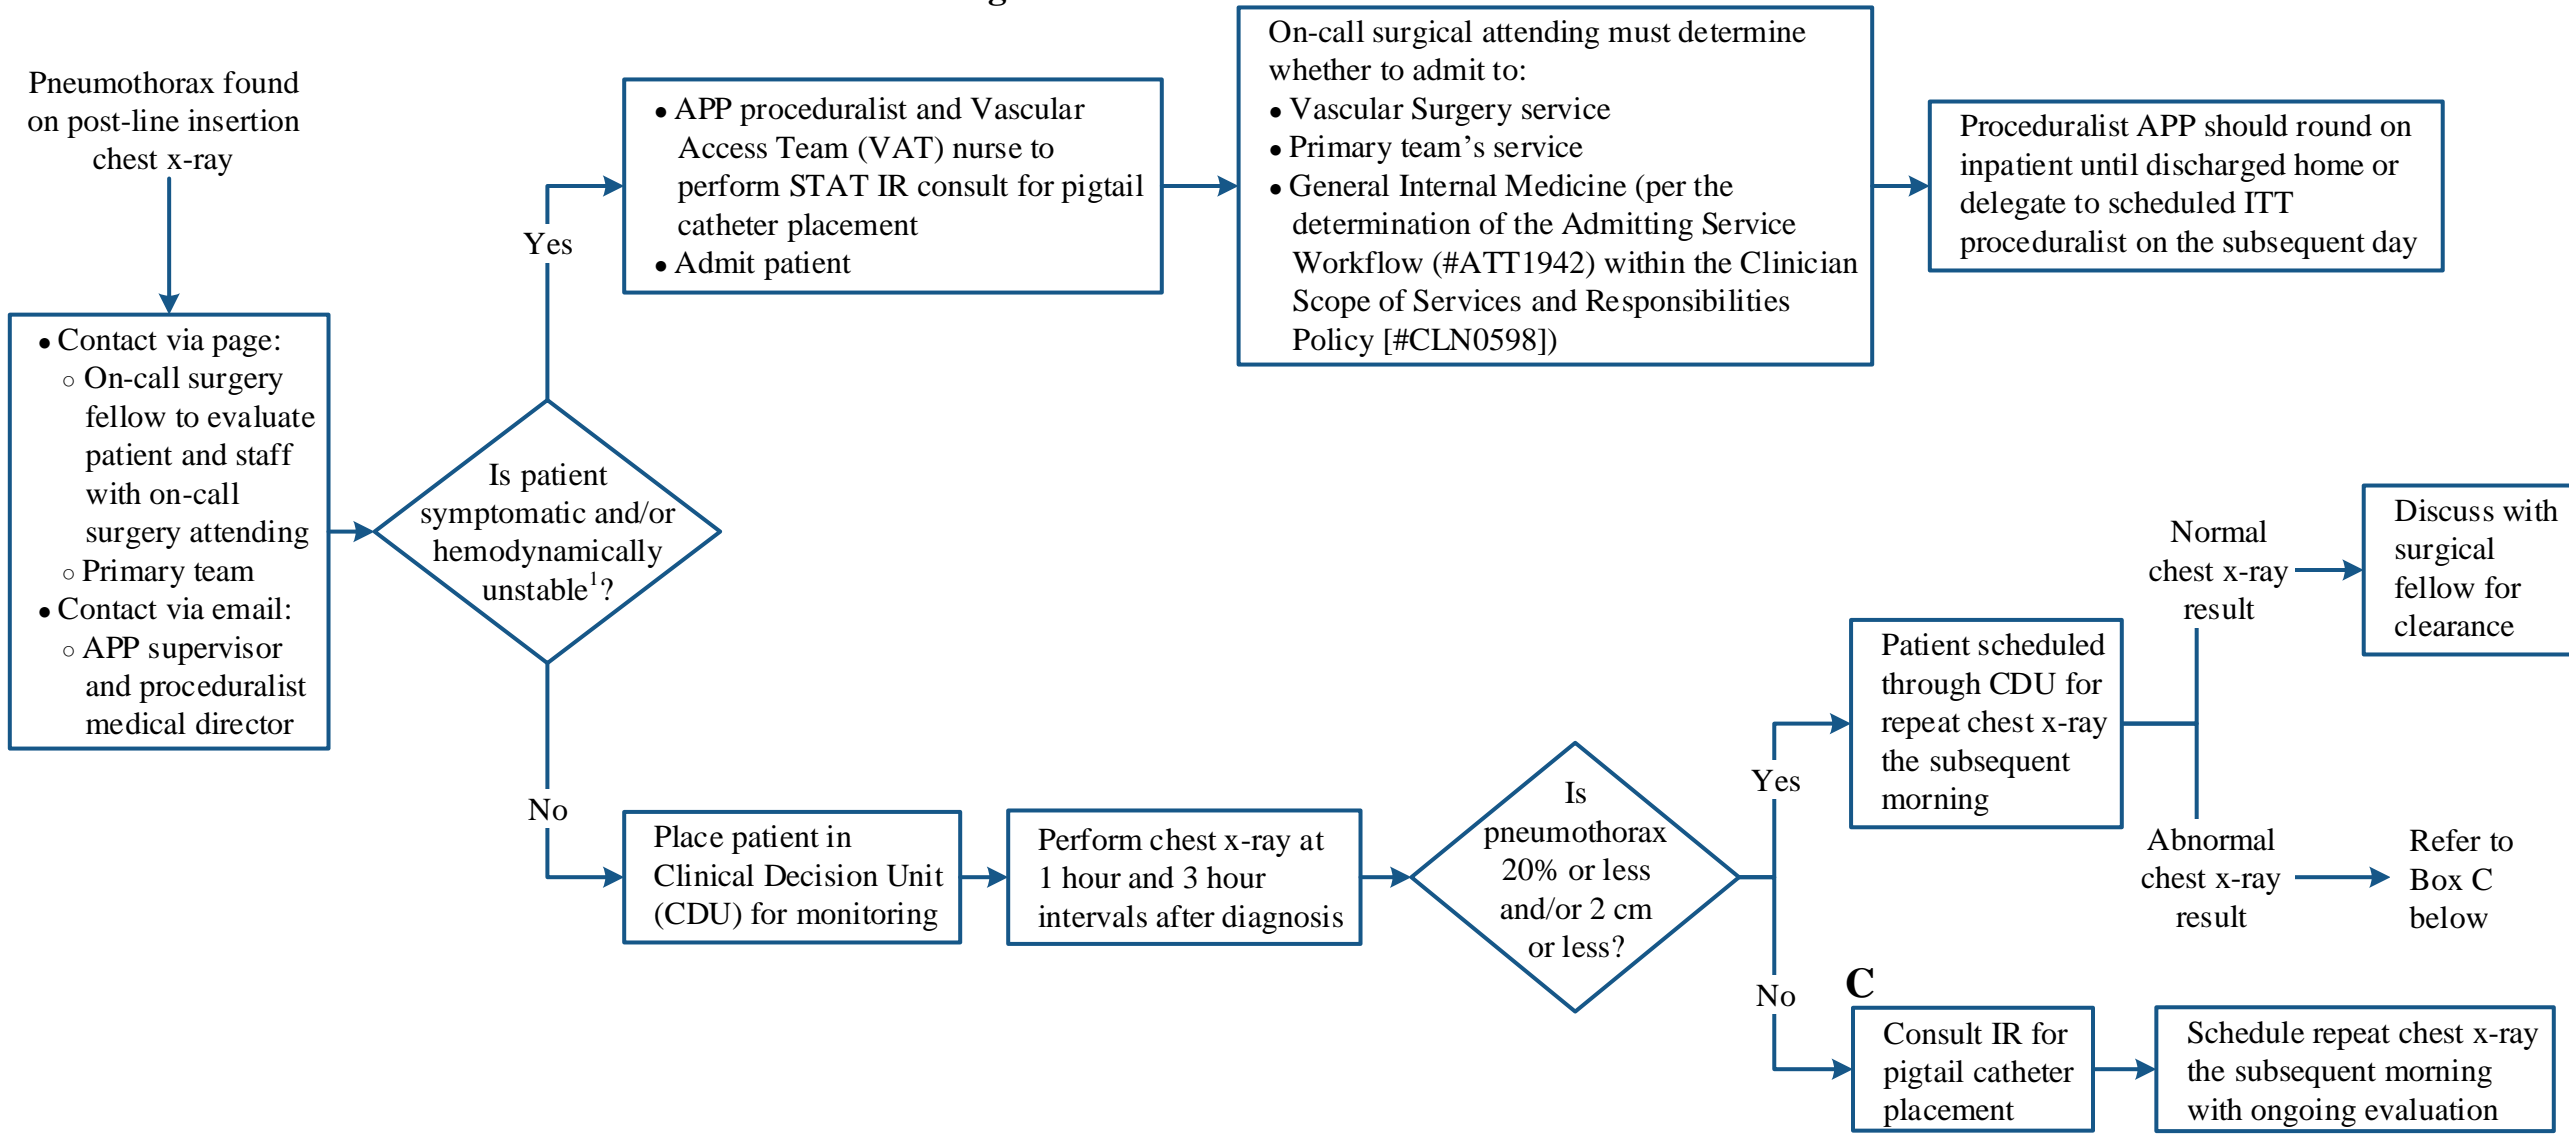 Pneumothorax found
on post-line insertion
chest x-ray
• Contact via page:
○ On-call surgery
fellow to evaluate
patient and staff
with on-call
surgery attending
○ Primary team
• Contact via email:
○ APP supervisor
and proceduralist
medical director
Is patient
symptomatic and/or
hemodynamically
unstable¹?
Yes
• APP proceduralist and Vascular
Access Team (VAT) nurse to
perform STAT IR consult for pigtail
catheter placement
• Admit patient
On-call surgical attending must determine
whether to admit to:
• Vascular Surgery service
• Primary team’s service
• General Internal Medicine (per the
determination of the Admitting Service
Workflow (#ATT1942) within the Clinician
Scope of Services and Responsibilities
Policy [#CLN0598])
Proceduralist APP should round on
inpatient until discharged home or
delegate to scheduled ITT
proceduralist on the subsequent day
No
Place patient in
Clinical Decision Unit
(CDU) for monitoring
Perform chest x-ray at
1 hour and 3 hour
intervals after diagnosis
Is
pneumothorax
20% or less
and/or 2 cm
or less?
Yes
Patient scheduled
through CDU for
repeat chest x-ray
the subsequent
morning
Normal
chest x-ray
result
Discuss with
surgical
fellow for
clearance
Abnormal
chest x-ray
result
Refer to
Box C
below
No
C
Consult IR for
pigtail catheter
placement
Schedule repeat chest x-ray
the subsequent morning
with ongoing evaluation